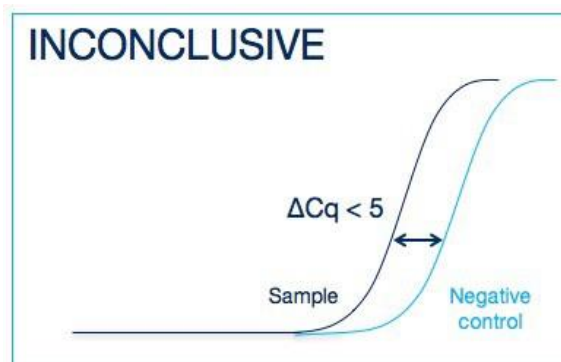 INCONCLUSIVE
ΔCq < 5
Sample
Negative
control